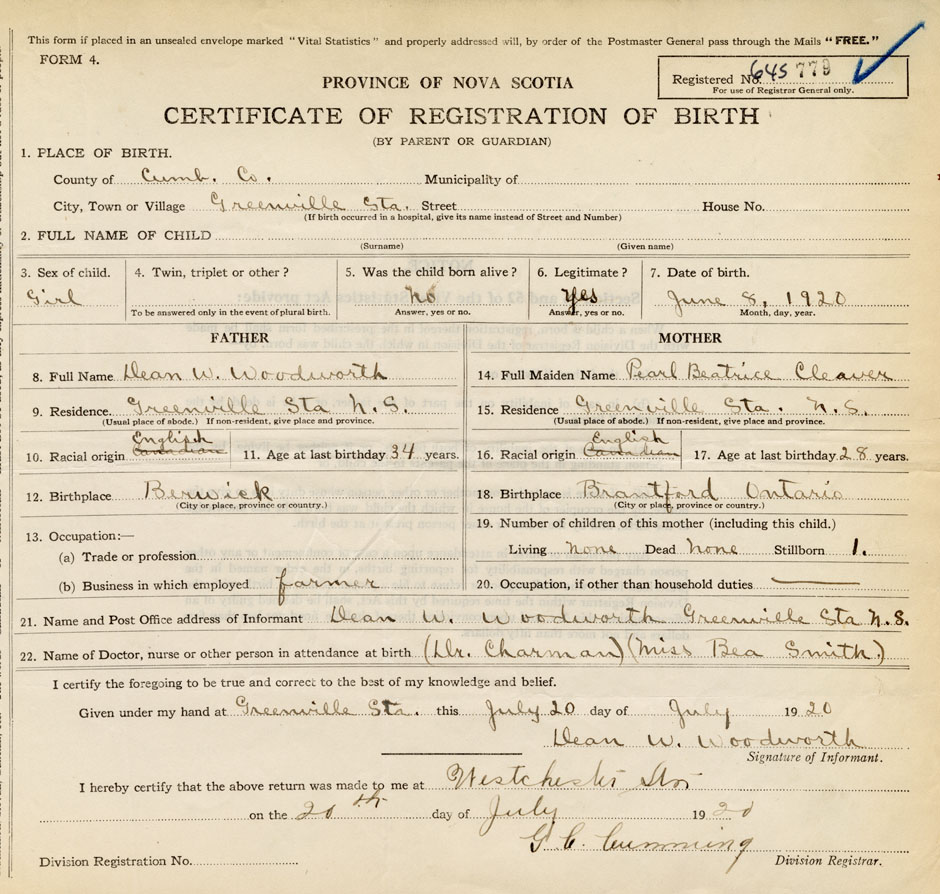 This form if placed in an unsealed envelope marked "Vital Statistics" and properly addressed will, by order of the Postmaster General pass through the Mails "FREE."
FORM 4.
Registered No. 645 779
For use of Registrar General only.
PROVINCE OF NOVA SCOTIA
CERTIFICATE OF REGISTRATION OF BIRTH
(BY PARENT OR GUARDIAN)
1. PLACE OF BIRTH.
County of Cumb. Co. Municipality of
City, Town or Village Greenville Sta. Street House No.
(If birth occurred in a hospital, give its name instead of Street and Number)
2. FULL NAME OF CHILD
(Surname) (Given name)
3. Sex of child. 4. Twin, triplet or other? 5. Was the child born alive? 6. Legitimate? 7. Date of birth.
Girl no yes June 8, 1920
To be answered only in the event of plural birth. Answer, yes or no. Answer, yes or no. Month, day, year.
FATHER MOTHER
8. Full Name Dean W. Woodworth 14. Full Maiden Name Pearl Beatrice Cleaver
9. Residence. Greenville Sta N.S. 15. Residence Greenville Sta. N.S.
(Usual place of abode.) If non-resident, give place and province. (Usual place of abode.) If non-resident, give place and province.
English English
10. Racial origin Canadian 11. Age at last birthday 34 years. 16. Racial origin Canadian 17. Age at last birthday 28 years.
12. Birthplace Berwick 18. Birthplace Brantford Ontario
(City or place, province or country.) (City or place, province or country.)
13. Occupation:— 19. Number of children of this mother (including this child.)
(a) Trade or profession Living none Dead none Stillborn 1.
(b) Business in which employed farmer 20. Occupation, if other than household duties
21. Name and Post Office address of Informant Dean W. Woodworth Greenville Sta N.S.
22. Name of Doctor, nurse or other person in attendance at birth (Dr. Charman) (Miss Bea Smith)
I certify the foregoing to be true and correct to the best of my knowledge and belief.
Given under my hand at Greenville Sta. this July 20 day of July 1920
Dean W. Woodworth
Signature of Informant.
I hereby certify that the above return was made to me at Westchester Stn
on the 20th day of July 1920
G. C. Cumming
Division Registration No. Division Registrar.